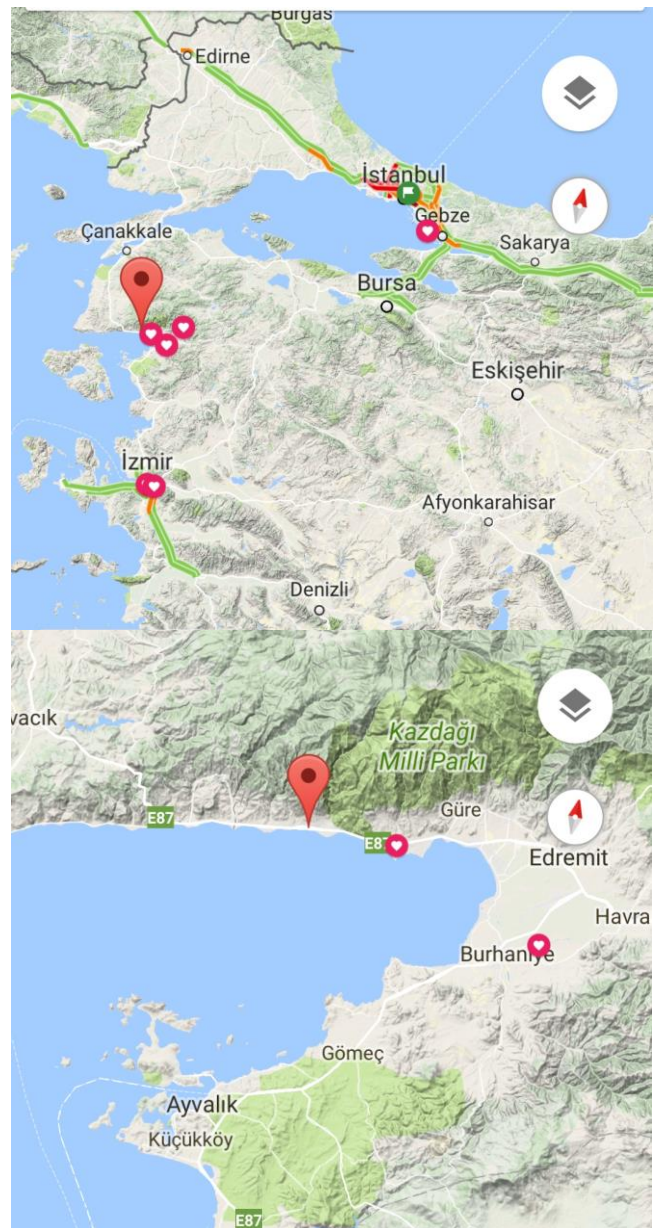 Burgas
Edirne
İstanbul
Gebze
Sakarya
Çanakkale
Bursa
Eskişehir
İzmir
Afyonkarahisar
Denizli
vacık
Kazdağı
Milli Parkı
E87
Güre
E87
Edremit
Havra
Burhaniye
Gömeç
Ayvalık
Küçükköy
E87